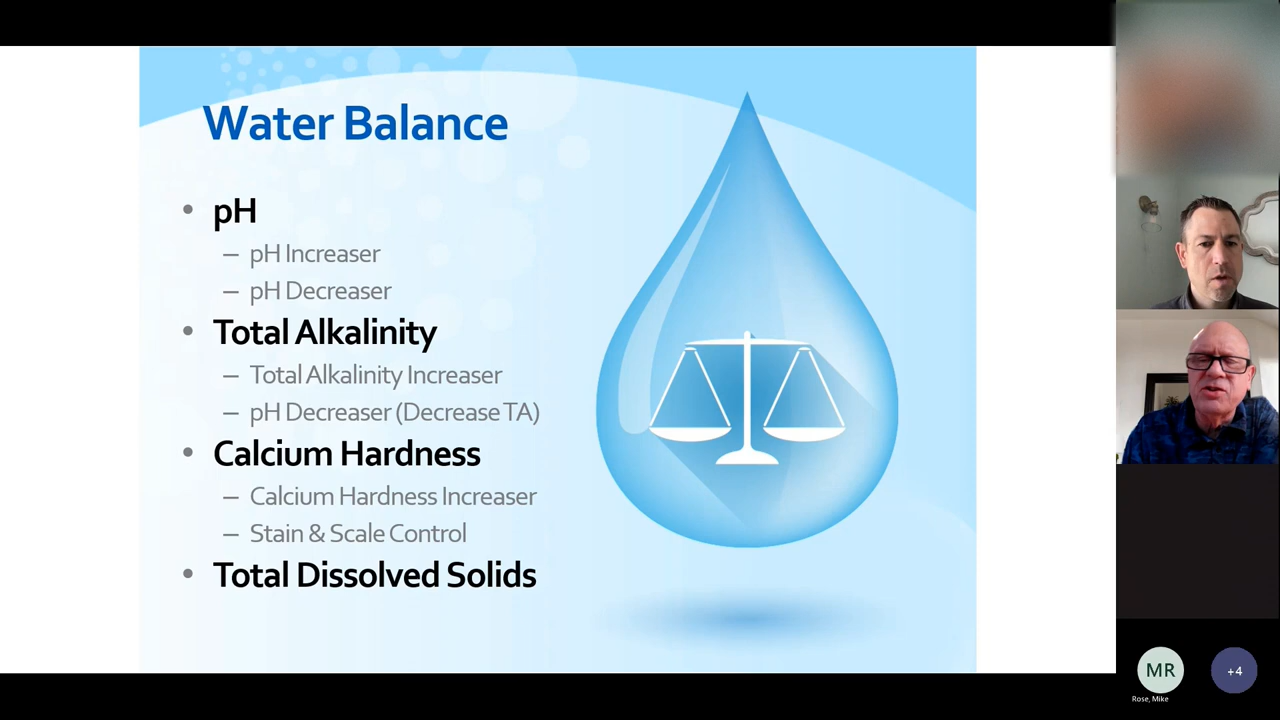 Water Balance
• pH
– pH Increaser
– pH Decreaser
• Total Alkalinity
– Total Alkalinity Increaser
– pH Decreaser (Decrease TA)
• Calcium Hardness
– Calcium Hardness Increaser
– Stain & Scale Control
• Total Dissolved Solids
MR
+4
Rose, Mike